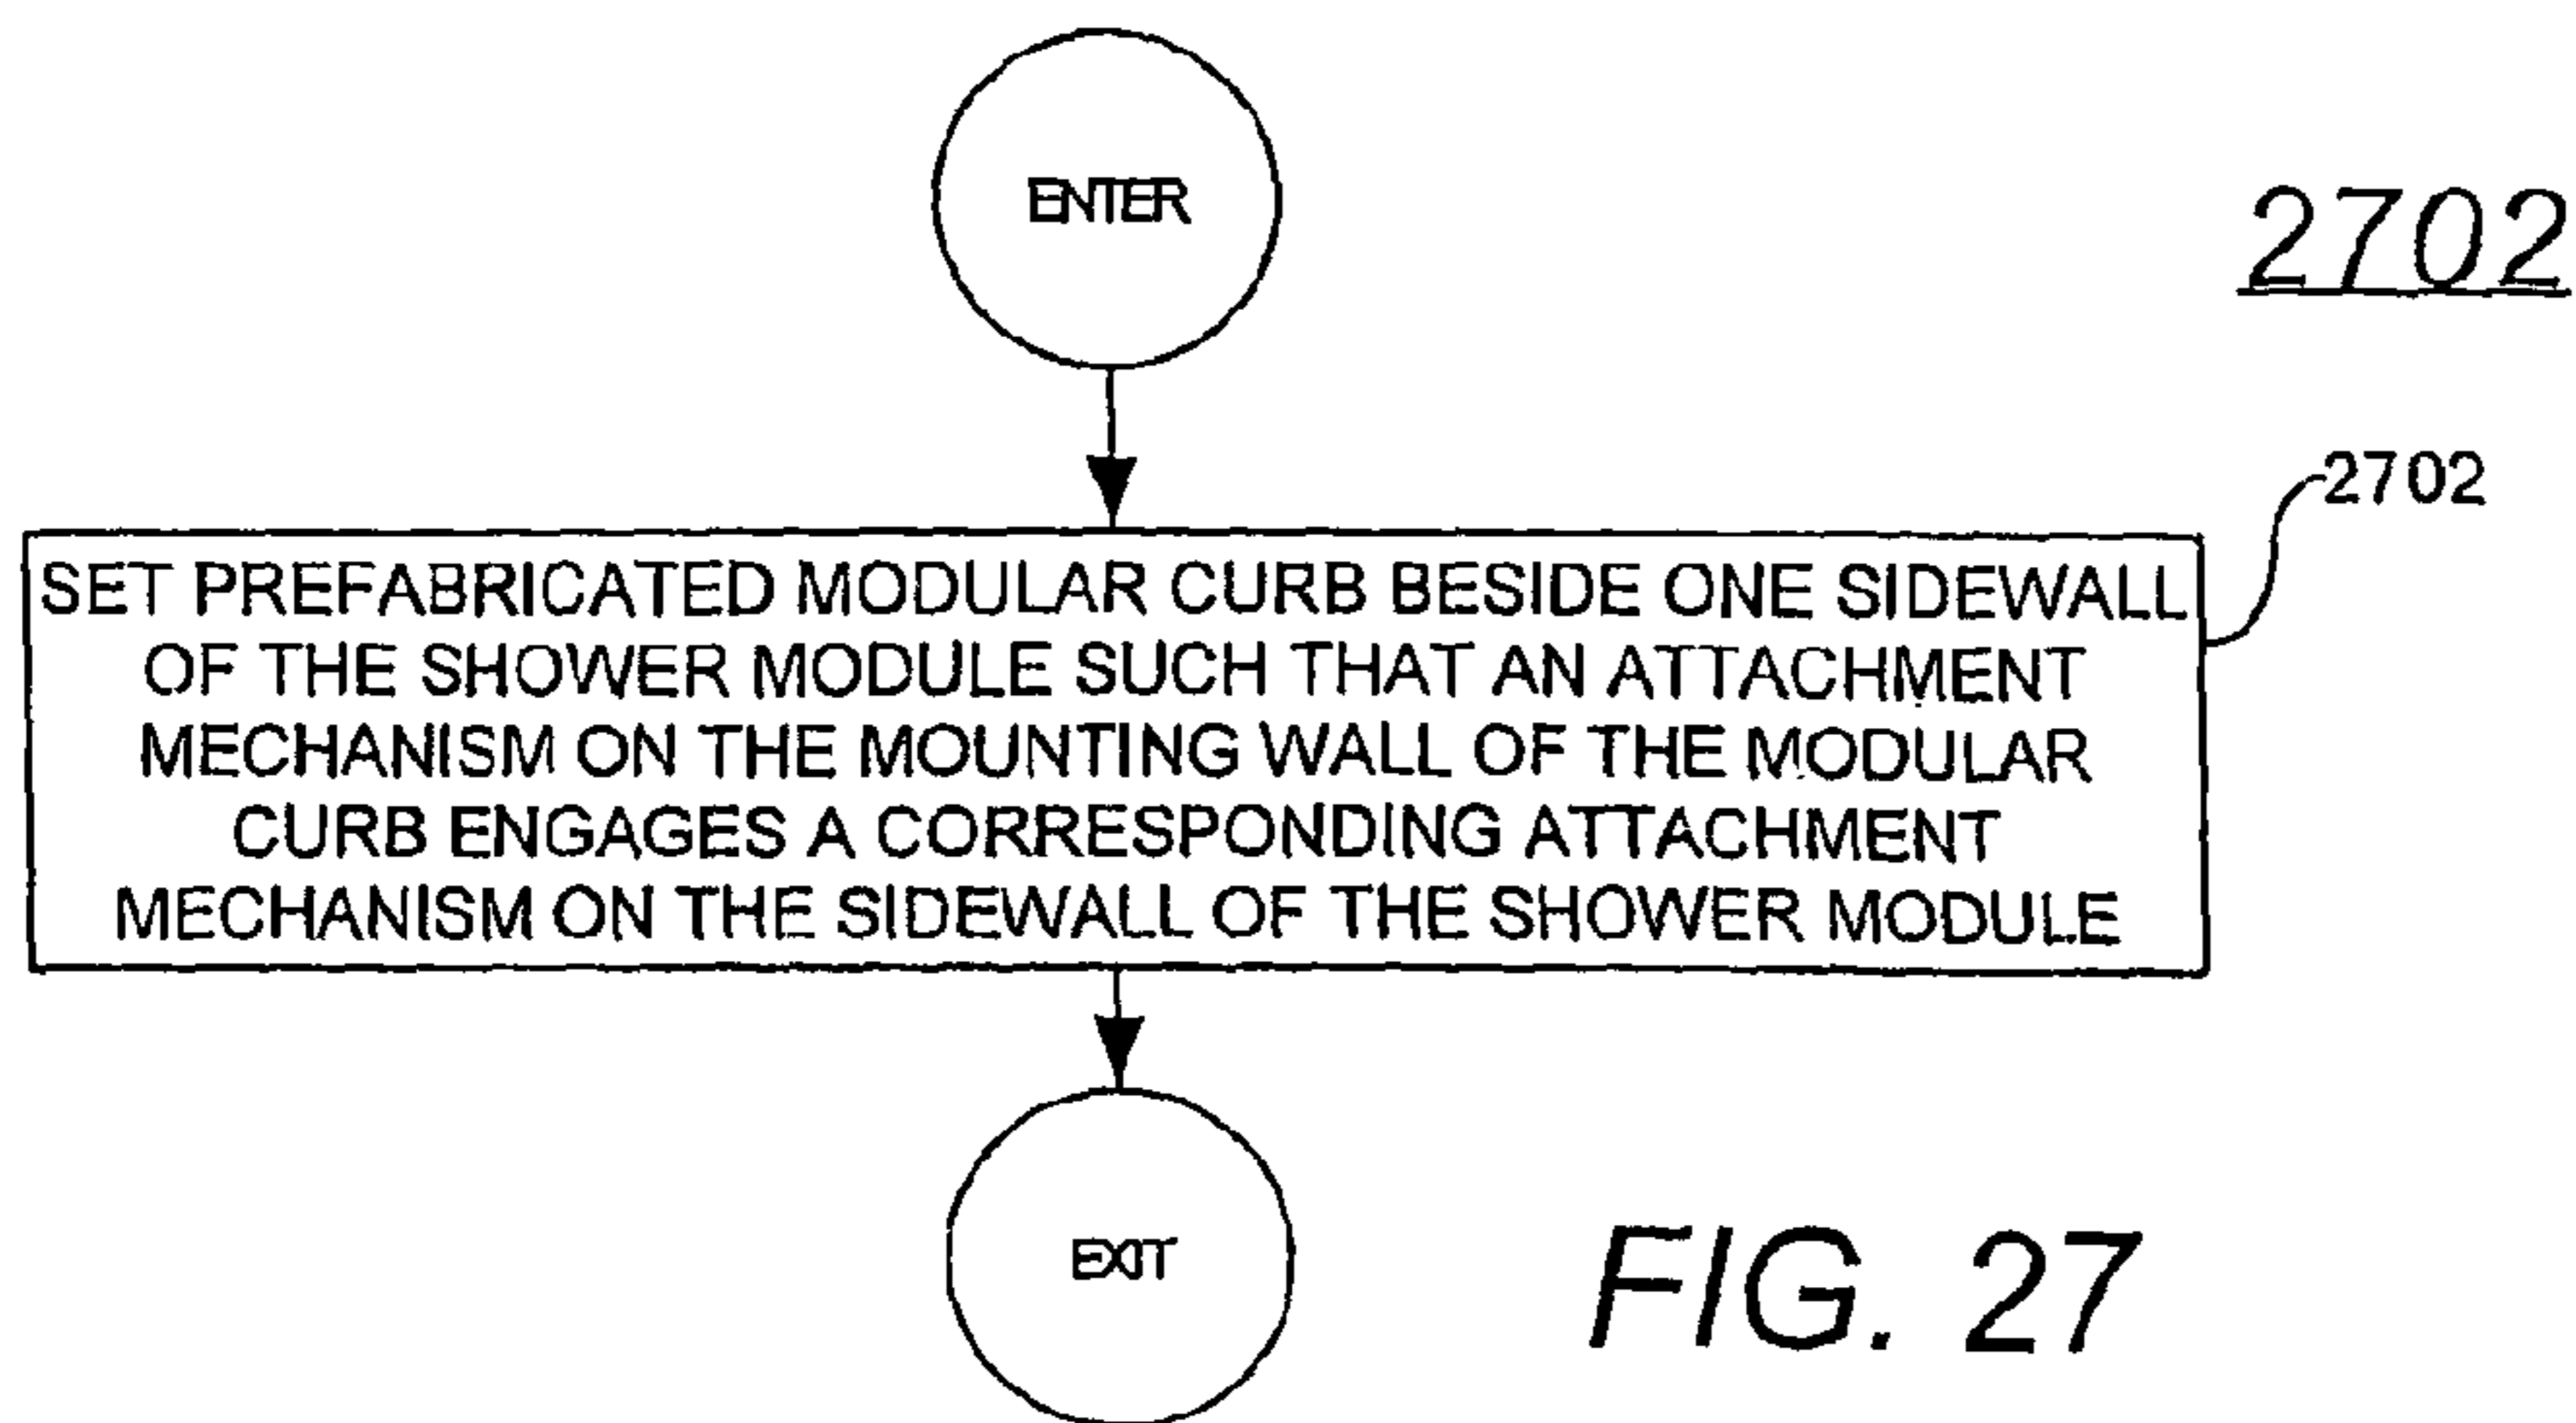 ENTER
2702
2702
SET PREFABRICATED MODULAR CURB BESIDE ONE SIDEWALL
OF THE SHOWER MODULE SUCH THAT AN ATTACHMENT
MECHANISM ON THE MOUNTING WALL OF THE MODULAR
CURB ENGAGES A CORRESPONDING ATTACHMENT
MECHANISM ON THE SIDEWALL OF THE SHOWER MODULE
EXIT
FIG. 27